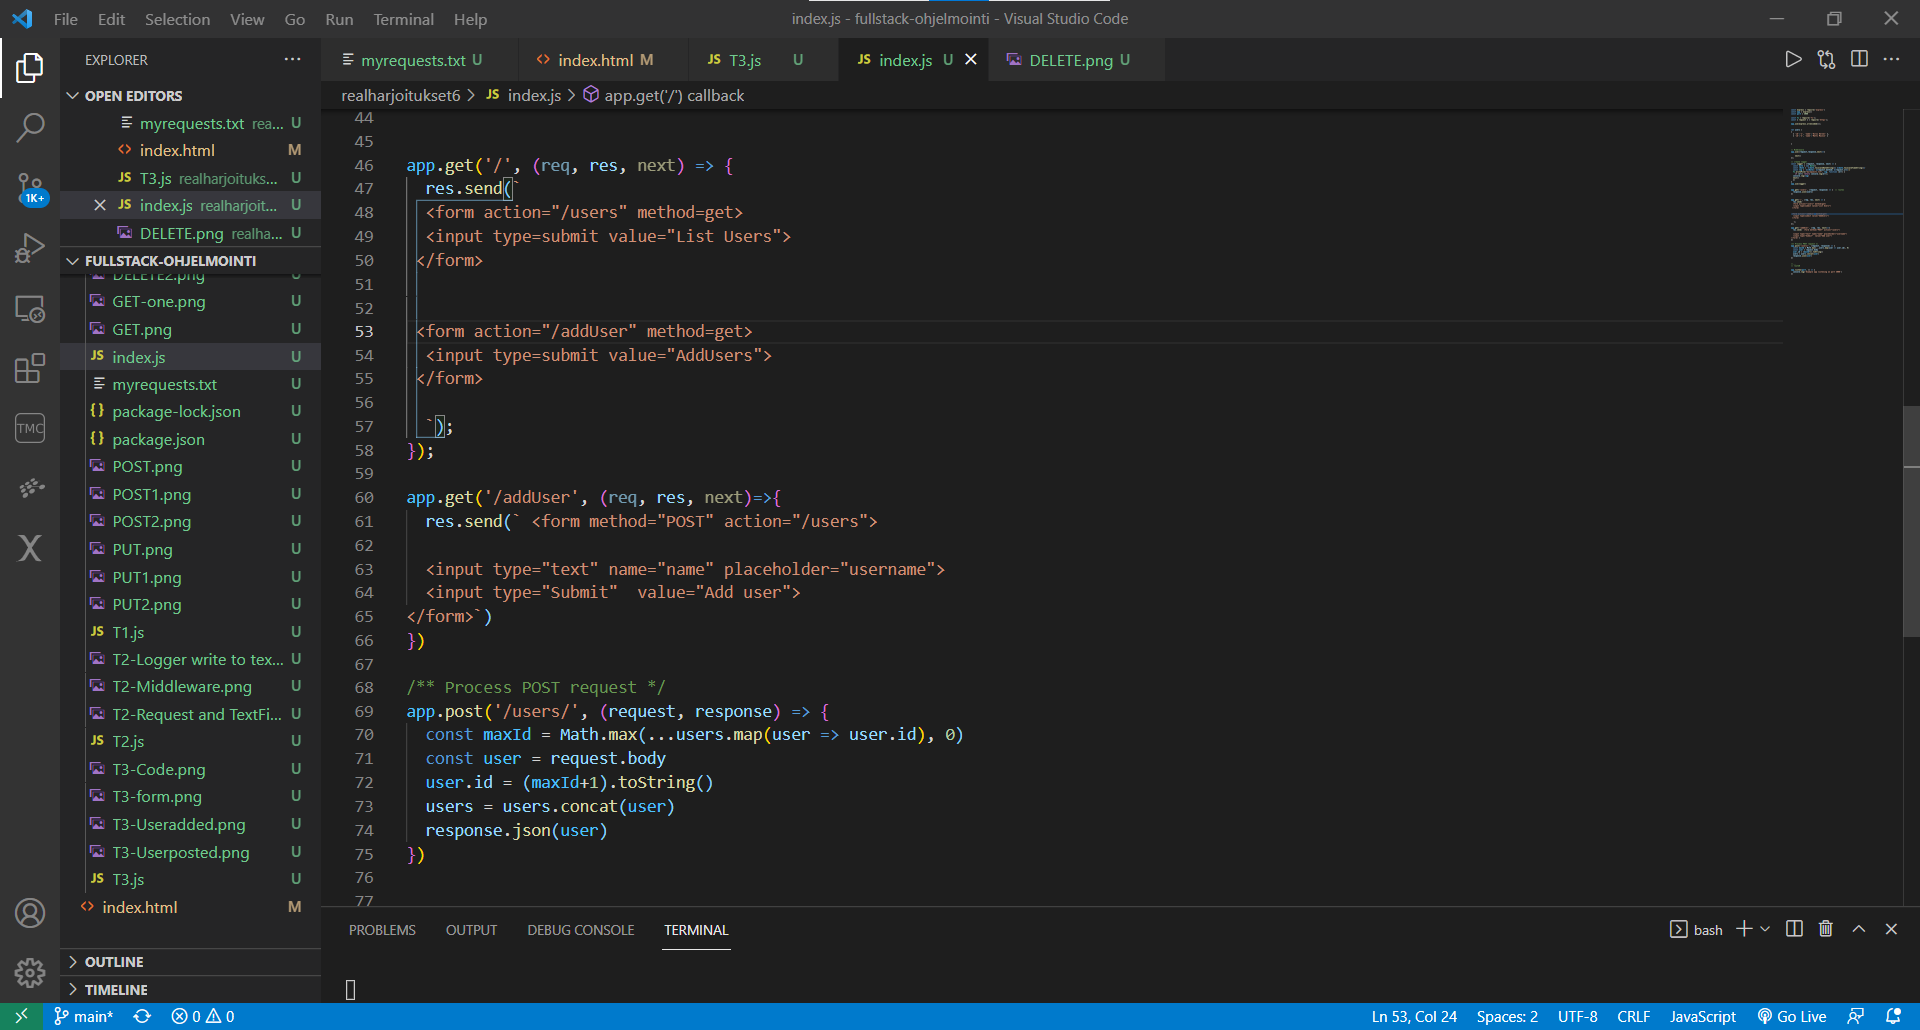 File Edit Selection View Go Run Terminal Help
index.js - fullstack-ohjelmointi - Visual Studio Code
EXPLORER
myrequests.txt U
index.html M
JS T3.js U
JS index.js U
DELETE.png U
realharjoitukset6 > JS index.js > app.get('/') callback
OPEN EDITORS
myrequests.txt rea... U
index.html M
JS T3.js realharjoituks... U
JS index.js realharjoit... U
DELETE.png realha... U
1K+
TMC
FULLSTACK-OHJELMOINTI
DELETE2.png U
GET-one.png U
GET.png U
JS index.js U
myrequests.txt U
{} package-lock.json U
{} package.json U
POST.png U
POST1.png U
POST2.png U
PUT.png U
PUT1.png U
PUT2.png U
JS T1.js U
T2-Logger write to tex... U
T2-Middleware.png U
T2-Request and TextFi... U
JS T2.js U
T3-Code.png U
T3-form.png U
T3-Useradded.png U
T3-Userposted.png U
JS T3.js U
index.html M
OUTLINE
TIMELINE
44
45
46 app.get('/', (req, res, next) => {
47 res.send(`
48 <form action="/users" method=get>
49 <input type=submit value="List Users">
50 </form>
51
52
53 <form action="/addUser" method=get>
54 <input type=submit value="AddUsers">
55 </form>
56
57 `);
58 });
59
60 app.get('/addUser', (req, res, next)=>{
61 res.send(` <form method="POST" action="/users">
62
63 <input type="text" name="name" placeholder="username">
64 <input type="Submit"  value="Add user">
65 </form>`)
66 })
67
68 /** Process POST request */
69 app.post('/users/', (request, response) => {
70 const maxId = Math.max(...users.map(user => user.id), 0)
71 const user = request.body
72 user.id = (maxId+1).toString()
73 users = users.concat(user)
74 response.json(user)
75 })
76
77
PROBLEMS OUTPUT DEBUG CONSOLE TERMINAL
bash
main* 0 0
Ln 53, Col 24 Spaces: 2 UTF-8 CRLF JavaScript Go Live